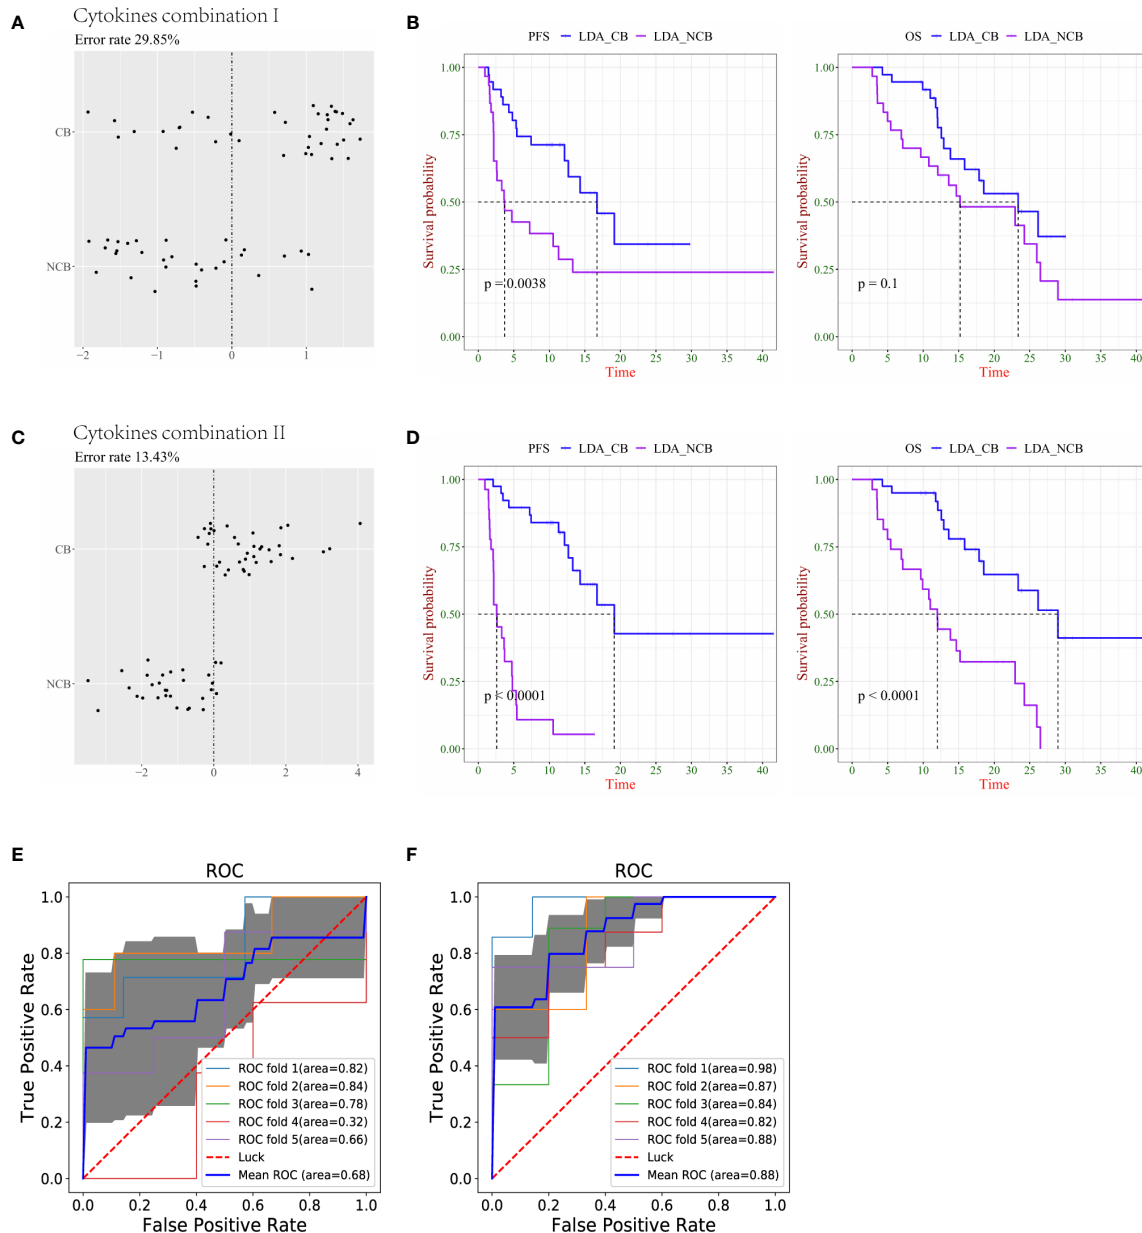 A
Cytokines combination I
Error rate 29.85%
CB
NCB
−2 −1 0 1
B
PFS LDA_CB LDA_NCB
Survival probability
1.00
0.75
0.50
0.25
0.00
p = 0.0038
0 5 10 15 20 25 30 35 40
Time
OS LDA_CB LDA_NCB
Survival probability
1.00
0.75
0.50
0.25
0.00
p = 0.1
0 5 10 15 20 25 30 35 40
Time
C
Cytokines combination II
Error rate 13.43%
CB
NCB
−2 0 2 4
D
PFS LDA_CB LDA_NCB
Survival probability
1.00
0.75
0.50
0.25
0.00
p < 0.0001
0 5 10 15 20 25 30 35 40
Time
OS LDA_CB LDA_NCB
Survival probability
1.00
0.75
0.50
0.25
0.00
p < 0.0001
0 5 10 15 20 25 30 35 40
Time
E
ROC
True Positive Rate
1.0
0.8
0.6
0.4
0.2
0.0
ROC fold 1(area=0.82)
ROC fold 2(area=0.84)
ROC fold 3(area=0.78)
ROC fold 4(area=0.32)
ROC fold 5(area=0.66)
Luck
Mean ROC (area=0.68)
0.0 0.2 0.4 0.6 0.8 1.0
False Positive Rate
F
ROC
True Positive Rate
1.0
0.8
0.6
0.4
0.2
0.0
ROC fold 1(area=0.98)
ROC fold 2(area=0.87)
ROC fold 3(area=0.84)
ROC fold 4(area=0.82)
ROC fold 5(area=0.88)
Luck
Mean ROC (area=0.88)
0.0 0.2 0.4 0.6 0.8 1.0
False Positive Rate